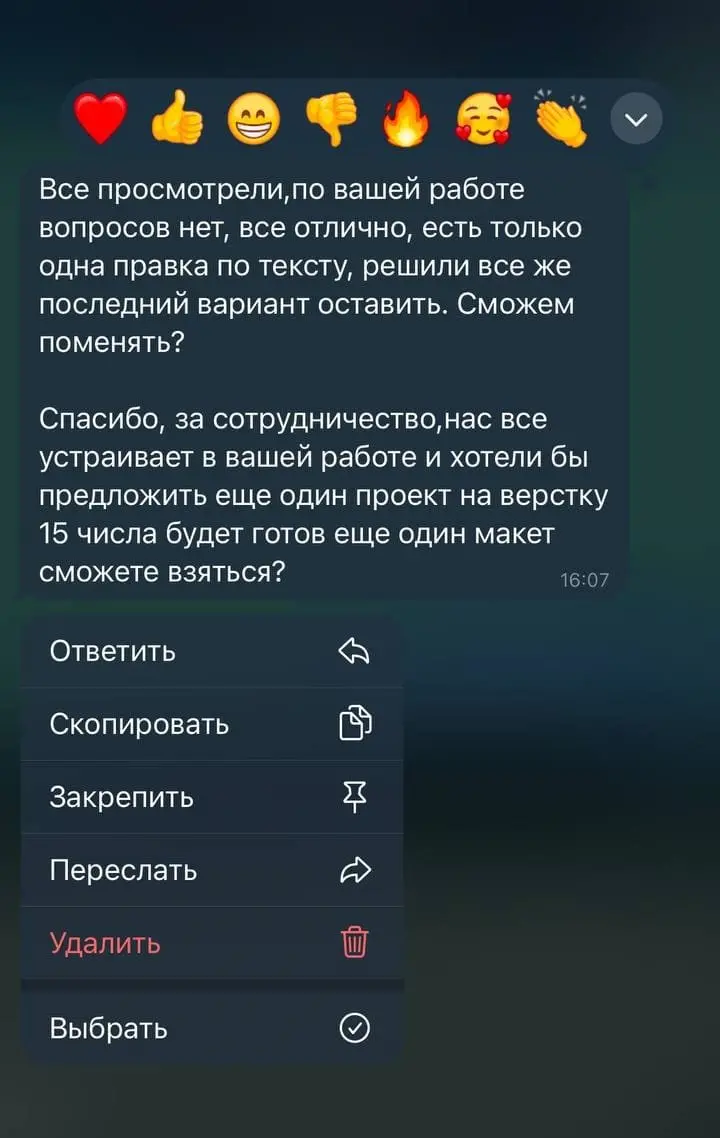 Все просмотрели,по вашей работе
вопросов нет, все отлично, есть только
одна правка по тексту, решили все же
последний вариант оставить. Сможем
поменять?
Спасибо, за сотрудничество,нас все
устраивает в вашей работе и хотели бы
предложить еще один проект на верстку
15 числа будет готов еще один макет
сможете взяться?
16:07
Ответить
Скопировать
Закрепить
Переслать
Удалить
Выбрать